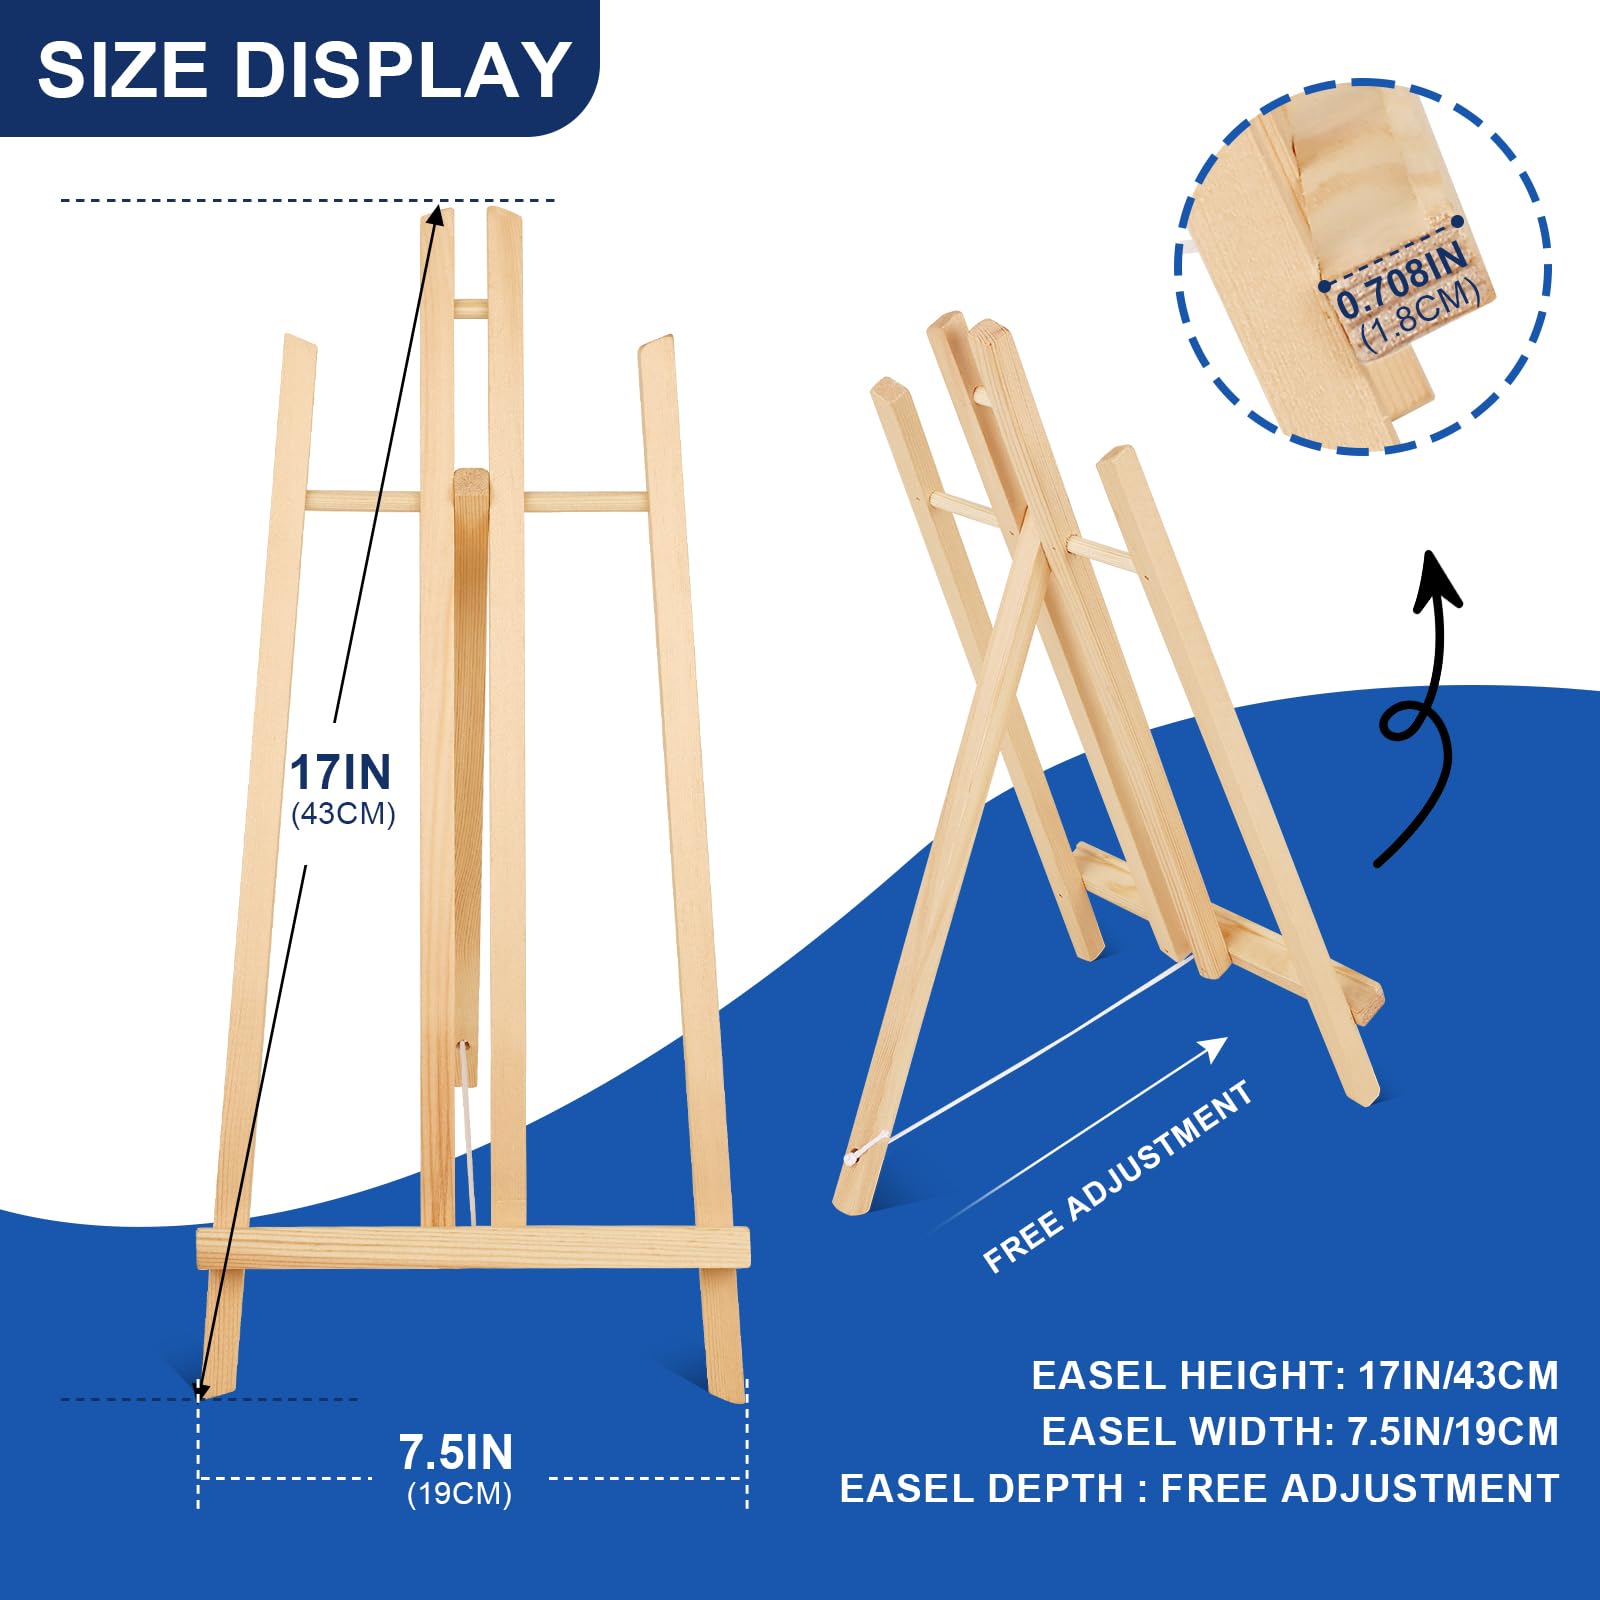 SIZE DISPLAY
0.708IN
(1.8CM)
17IN
(43CM)
FREE ADJUSTMENT
7.5IN
(19CM)
EASEL HEIGHT: 17IN/43CM
EASEL WIDTH: 7.5IN/19CM
EASEL DEPTH : FREE ADJUSTMENT